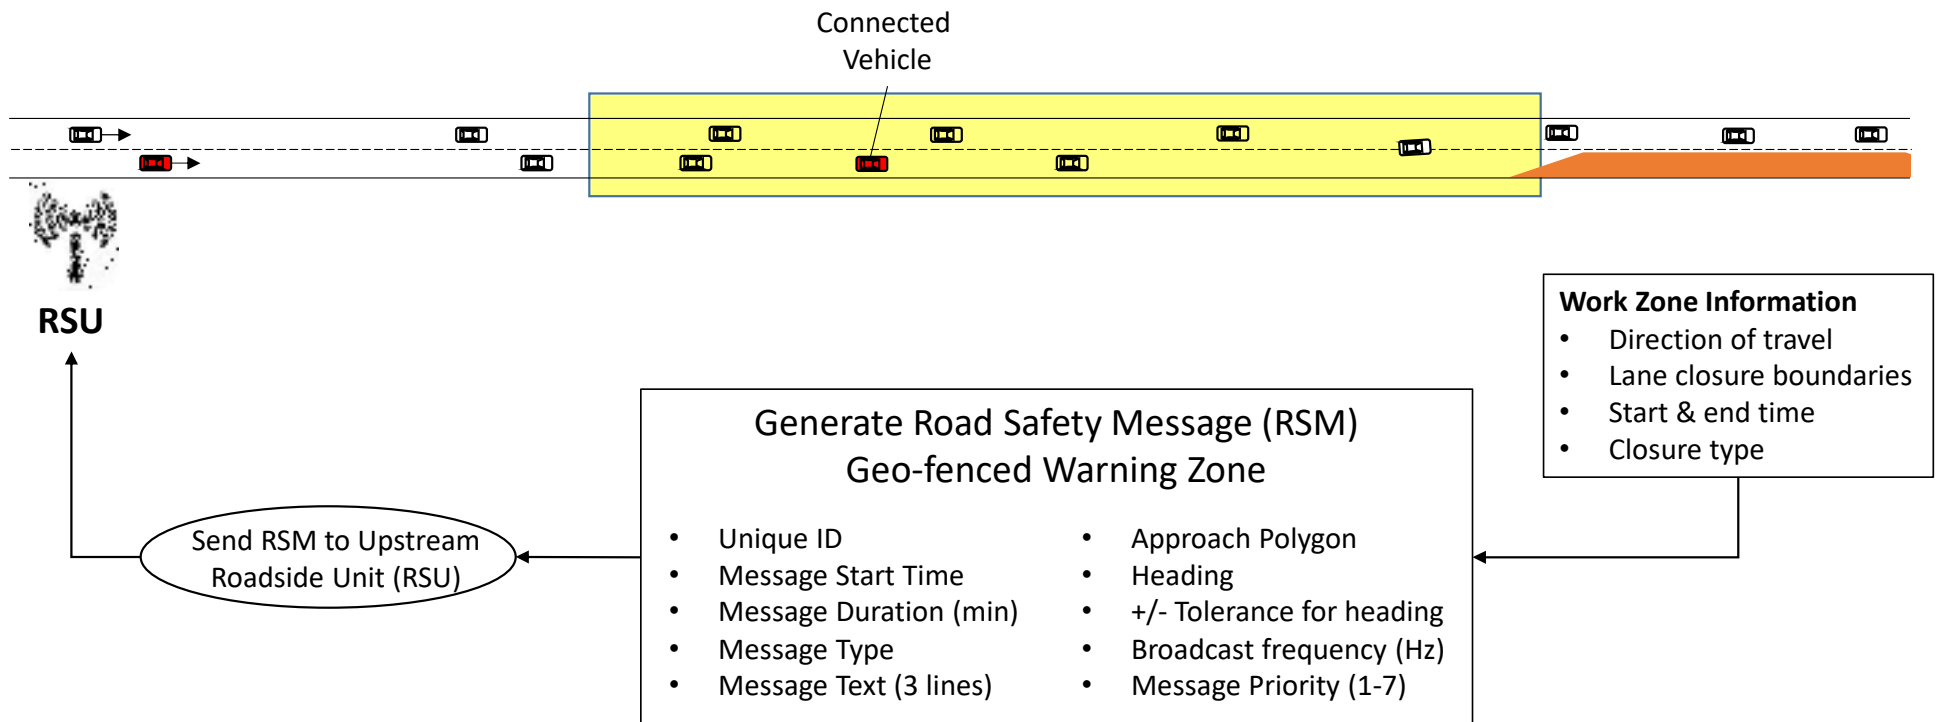 Connected
Vehicle
RSU
Work Zone Information
• Direction of travel
• Lane closure boundaries
• Start & end time
• Closure type
Generate Road Safety Message (RSM)
Geo-fenced Warning Zone
• Unique ID
• Message Start Time
• Message Duration (min)
• Message Type
• Message Text (3 lines)
• Approach Polygon
• Heading
• +/- Tolerance for heading
• Broadcast frequency (Hz)
• Message Priority (1-7)
Send RSM to Upstream
Roadside Unit (RSU)